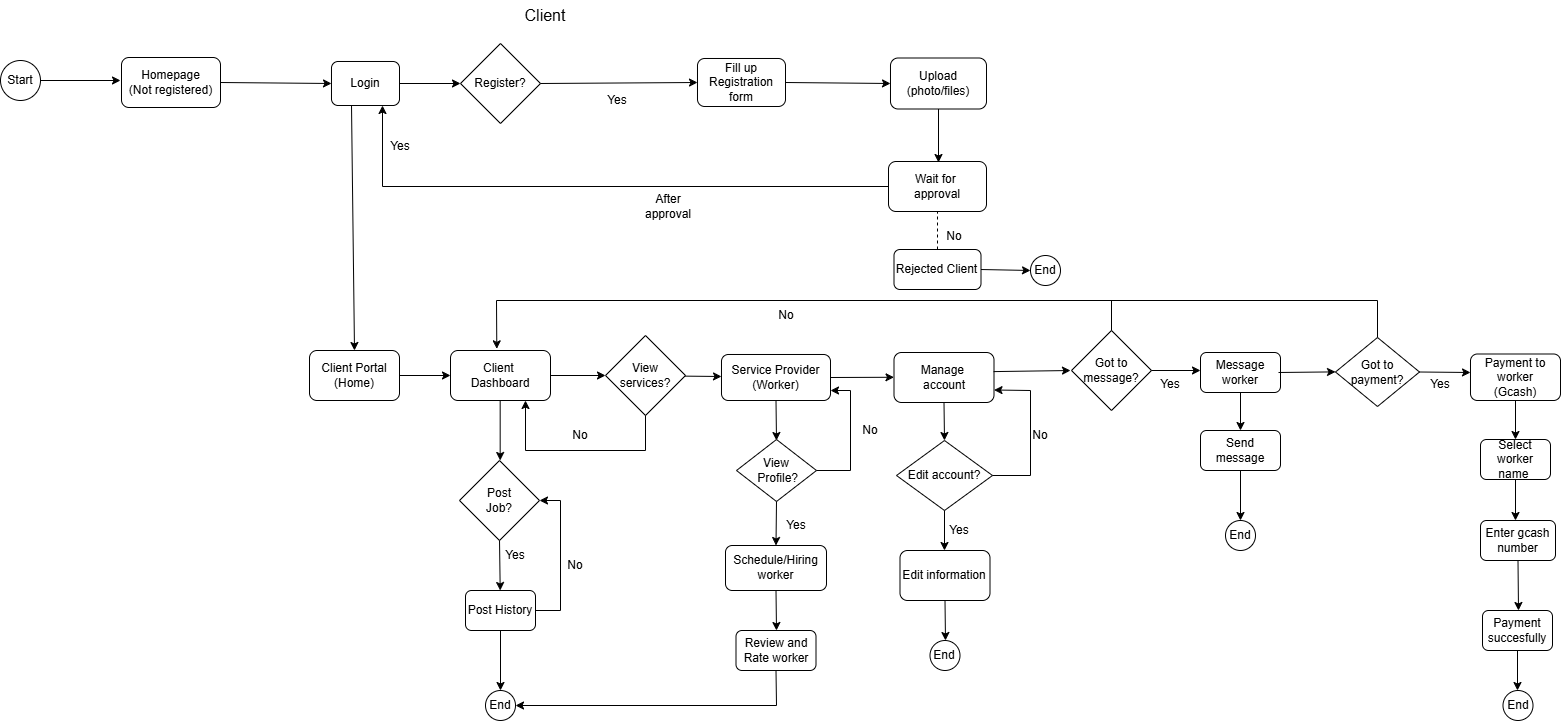 Client
Start
Homepage
(Not registered)
Login
Register?
Yes
Fill up
Registration
form
Upload
(photo/files)
Yes
Wait for
approval
After
approval
No
Rejected Client
End
No
Client Portal
(Home)
Client
Dashboard
View
services?
Service Provider
(Worker)
Manage
account
Got to
message?
Yes
Message
worker
Got to
payment?
Yes
Payment to
worker
(Gcash)
No
No
No
Post
Job?
View
Profile?
Edit account?
Send
message
Select
worker
name
Yes
No
Yes
Yes
End
Enter gcash
number
Schedule/Hiring
worker
Edit information
Post History
Review and
Rate worker
End
Payment
succesfully
End
End